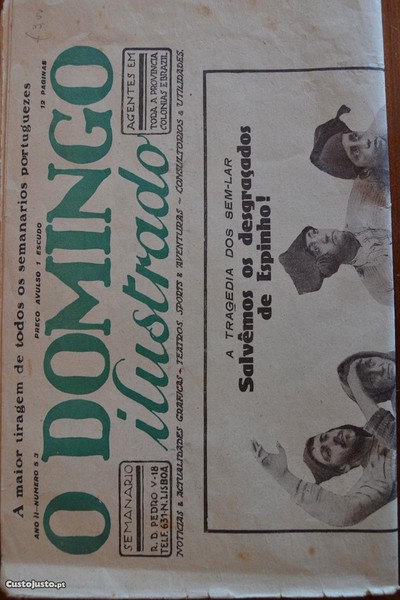 A maior tiragem de todos os semanarios portuguezes
ANO II-NUMERO 53
PREÇO AVULSO 1 ESCUDO
12 PAGINAS
O DOMINGO
ilustrado
SEMANARIO
R. D. PEDRO V-18
TELF. 631-N. LISBOA
AGENTES EM
TODA A PROVINCIA
COLONIAS E BRAZIL
NOTICIAS & ACTUALIDADES GRAFICAS-TEATROS SPORTS & AVENTURAS-CONSULTORIOS & UTILIDADES.
A TRAGEDIA DOS SEM-LAR
Salvêmos os desgraçados
de Espinho!
CustoJusto.pt